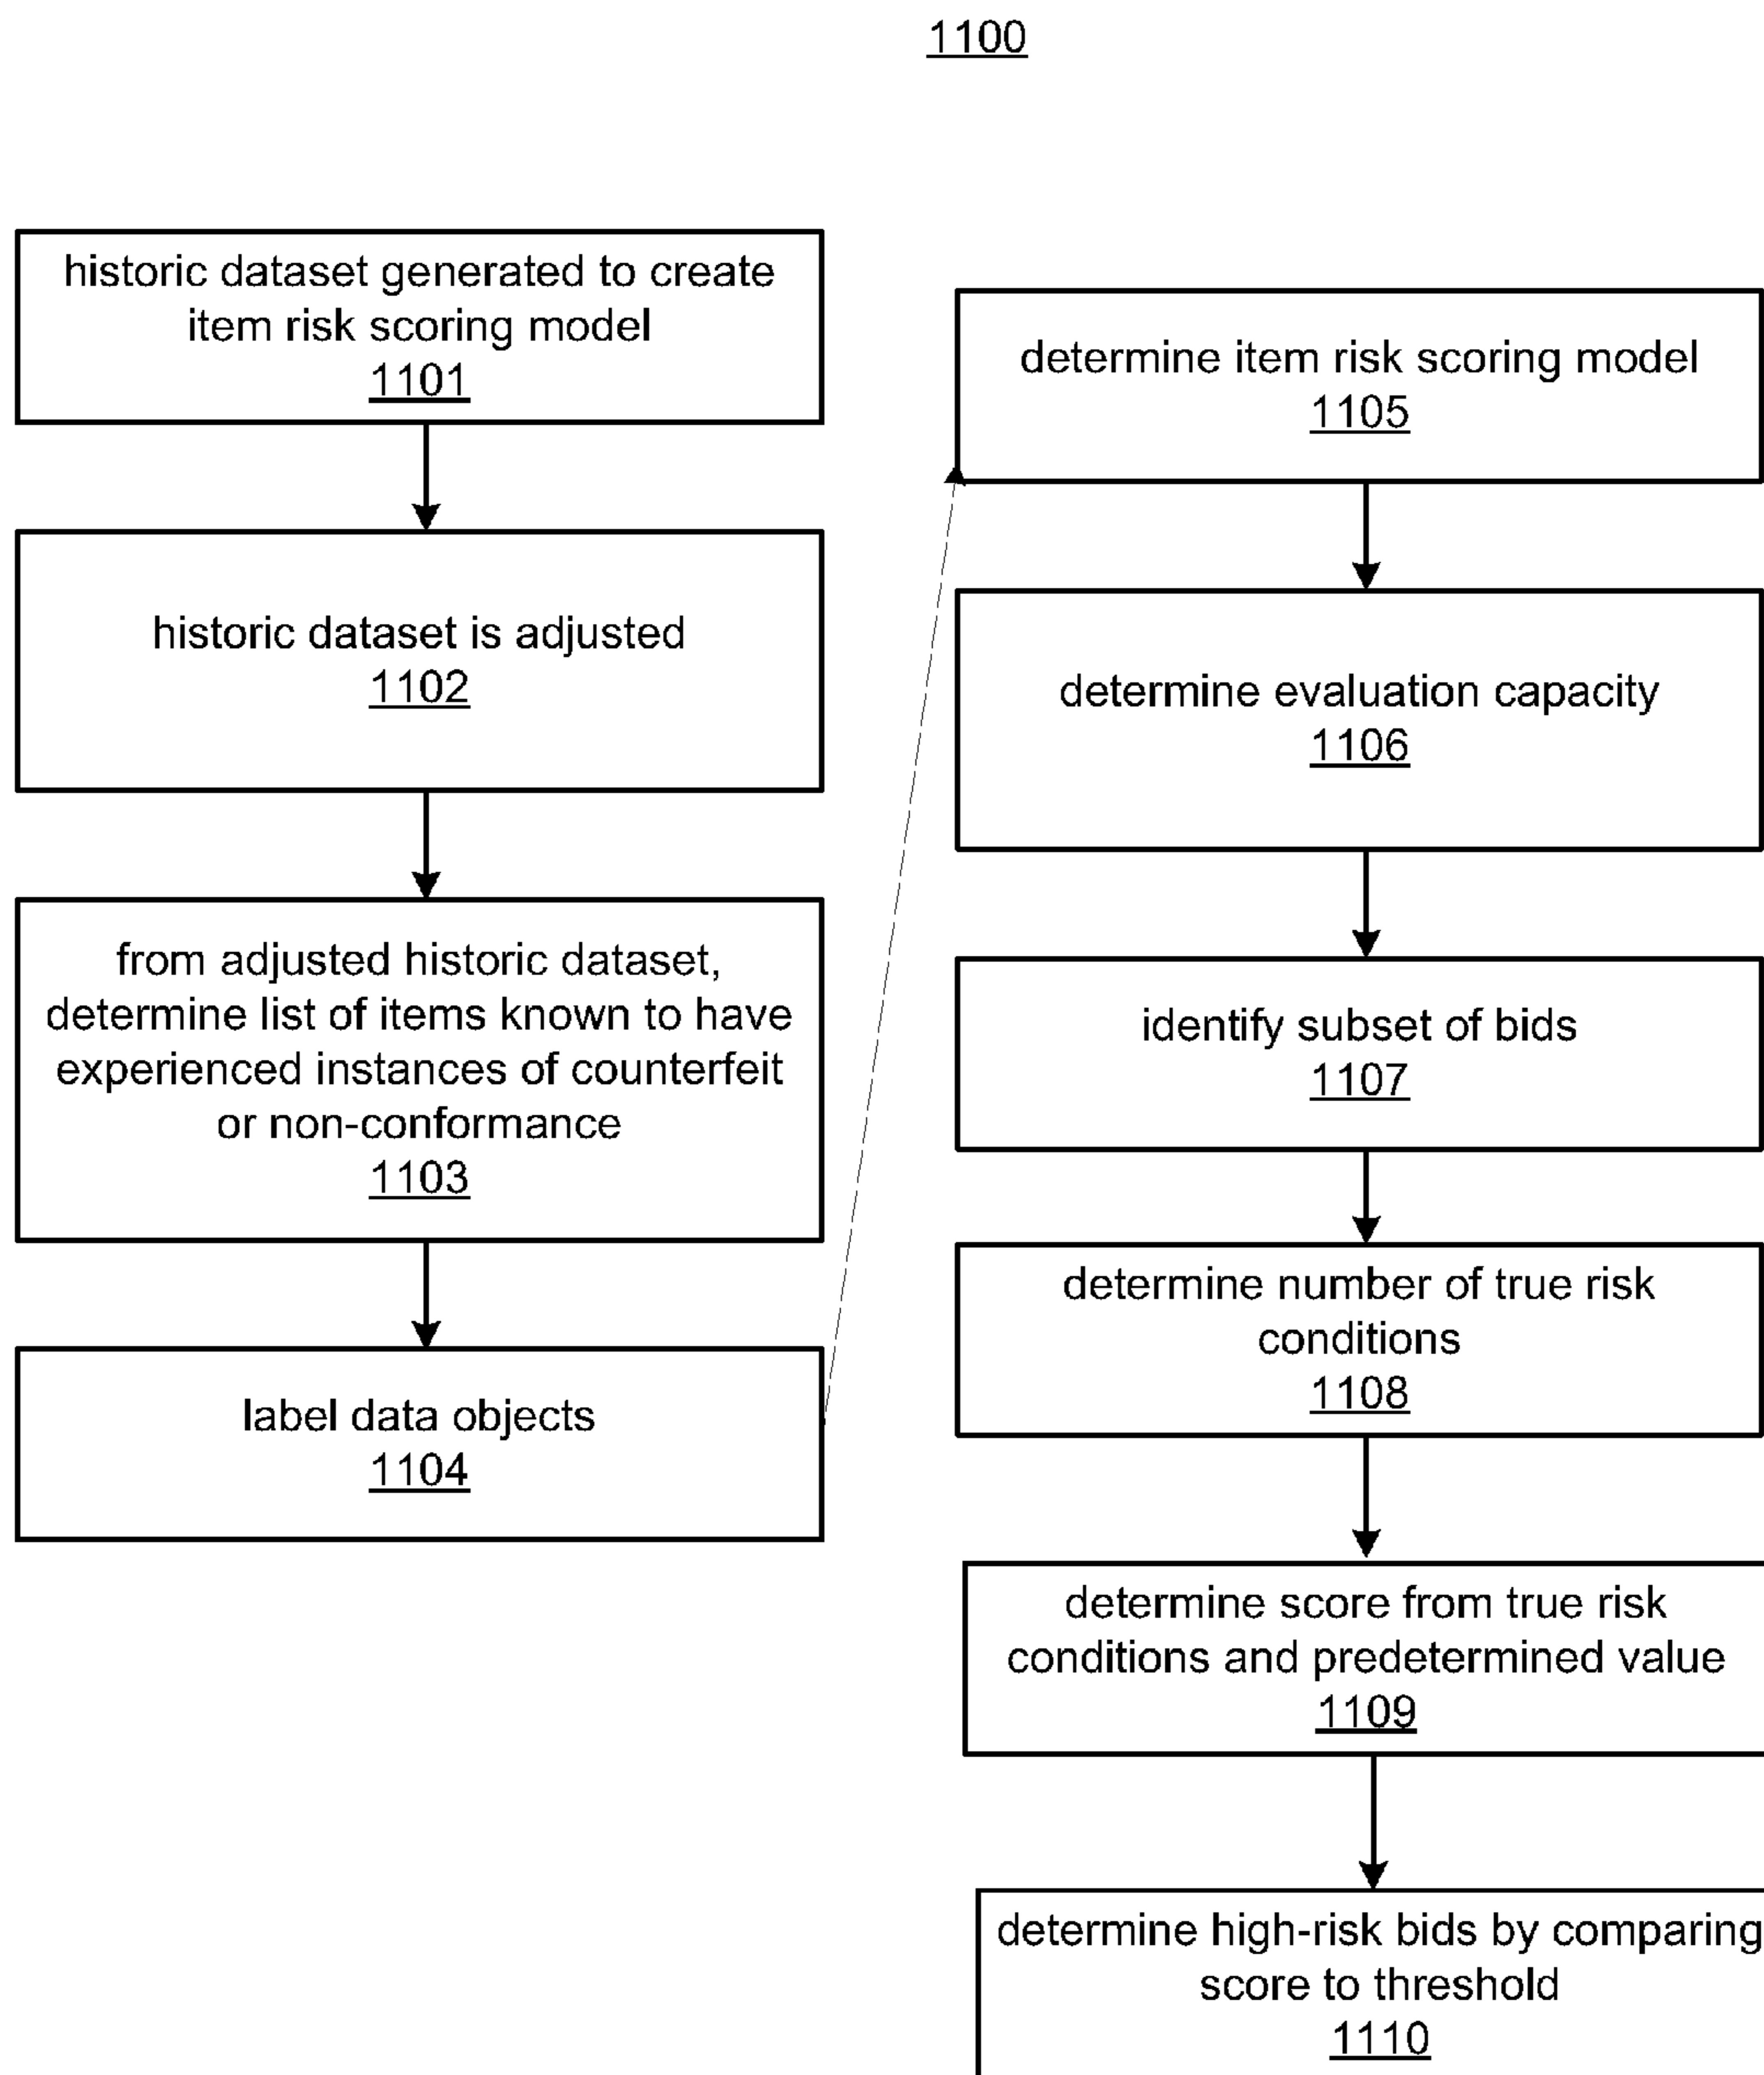 1100
historic dataset generated to create
item risk scoring model
1101
historic dataset is adjusted
1102
from adjusted historic dataset,
determine list of items known to have
experienced instances of counterfeit
or non-conformance
1103
label data objects
1104
determine item risk scoring model
1105
determine evaluation capacity
1106
identify subset of bids
1107
determine number of true risk
conditions
1108
determine score from true risk
conditions and predetermined value
1109
determine high-risk bids by comparing
score to threshold
1110